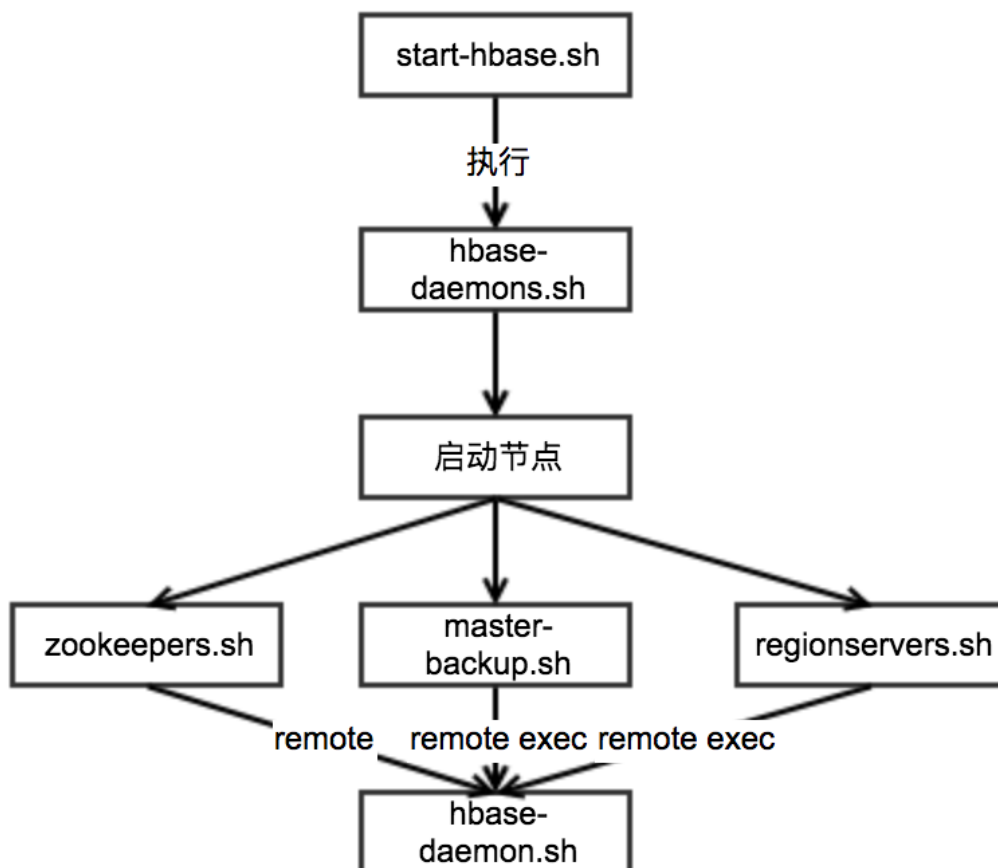 start-hbase.sh
执行
hbase-
daemons.sh
启动节点
zookeepers.sh
master-
backup.sh
regionservers.sh
remote
remote exec
remote exec
hbase-
daemon.sh